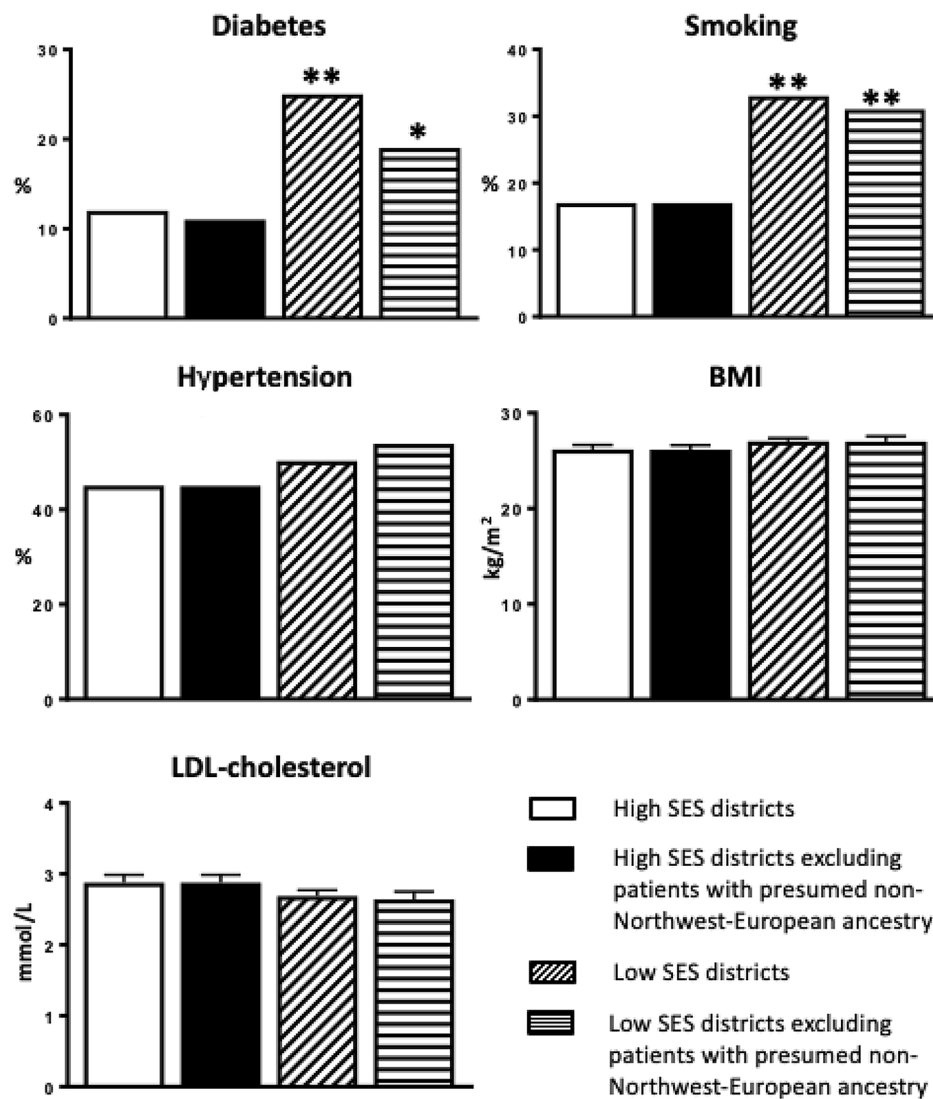 Diabetes
30
20
10
0
%
**
*
Smoking
40
30
20
10
0
%
**
**
Hypertension
60
40
20
0
%
BMI
30
20
10
0
kg/m²
LDL-cholesterol
4
3
2
1
0
mmol/L
High SES districts
High SES districts excluding
patients with presumed non-
Northwest-European ancestry
Low SES districts
Low SES districts excluding
patients with presumed non-
Northwest-European ancestry